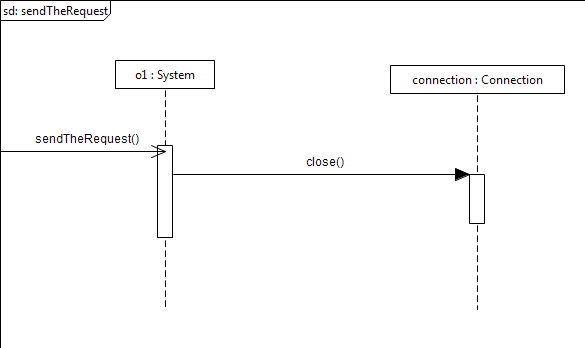 sd: sendTheRequest
o1 : System
connection : Connection
sendTheRequest()
close()